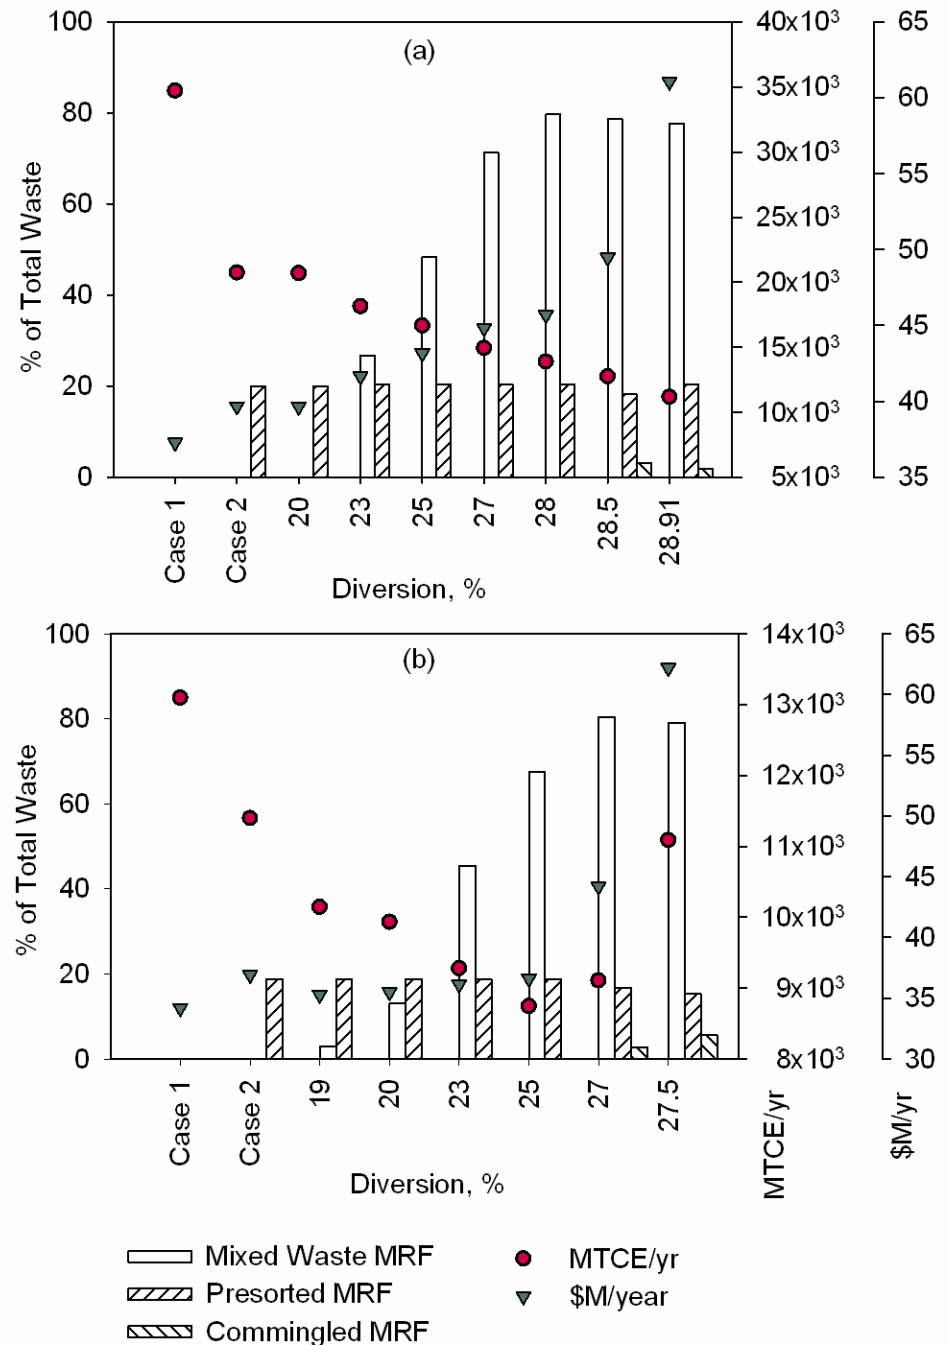 (a)
% of Total Waste
100
80
60
40
20
0
40x10³
35x10³
30x10³
25x10³
20x10³
15x10³
10x10³
5x10³
65
60
55
50
45
40
35
Case 1
Case 2
20
23
25
27
28
28.5
28.91
Diversion, %
(b)
% of Total Waste
100
80
60
40
20
0
14x10³
13x10³
12x10³
11x10³
10x10³
9x10³
8x10³
65
60
55
50
45
40
35
30
Case 1
Case 2
19
20
23
25
27
27.5
MTCE/yr
$M/yr
Diversion, %
Mixed Waste MRF
Presorted MRF
Commingled MRF
MTCE/yr
$M/year